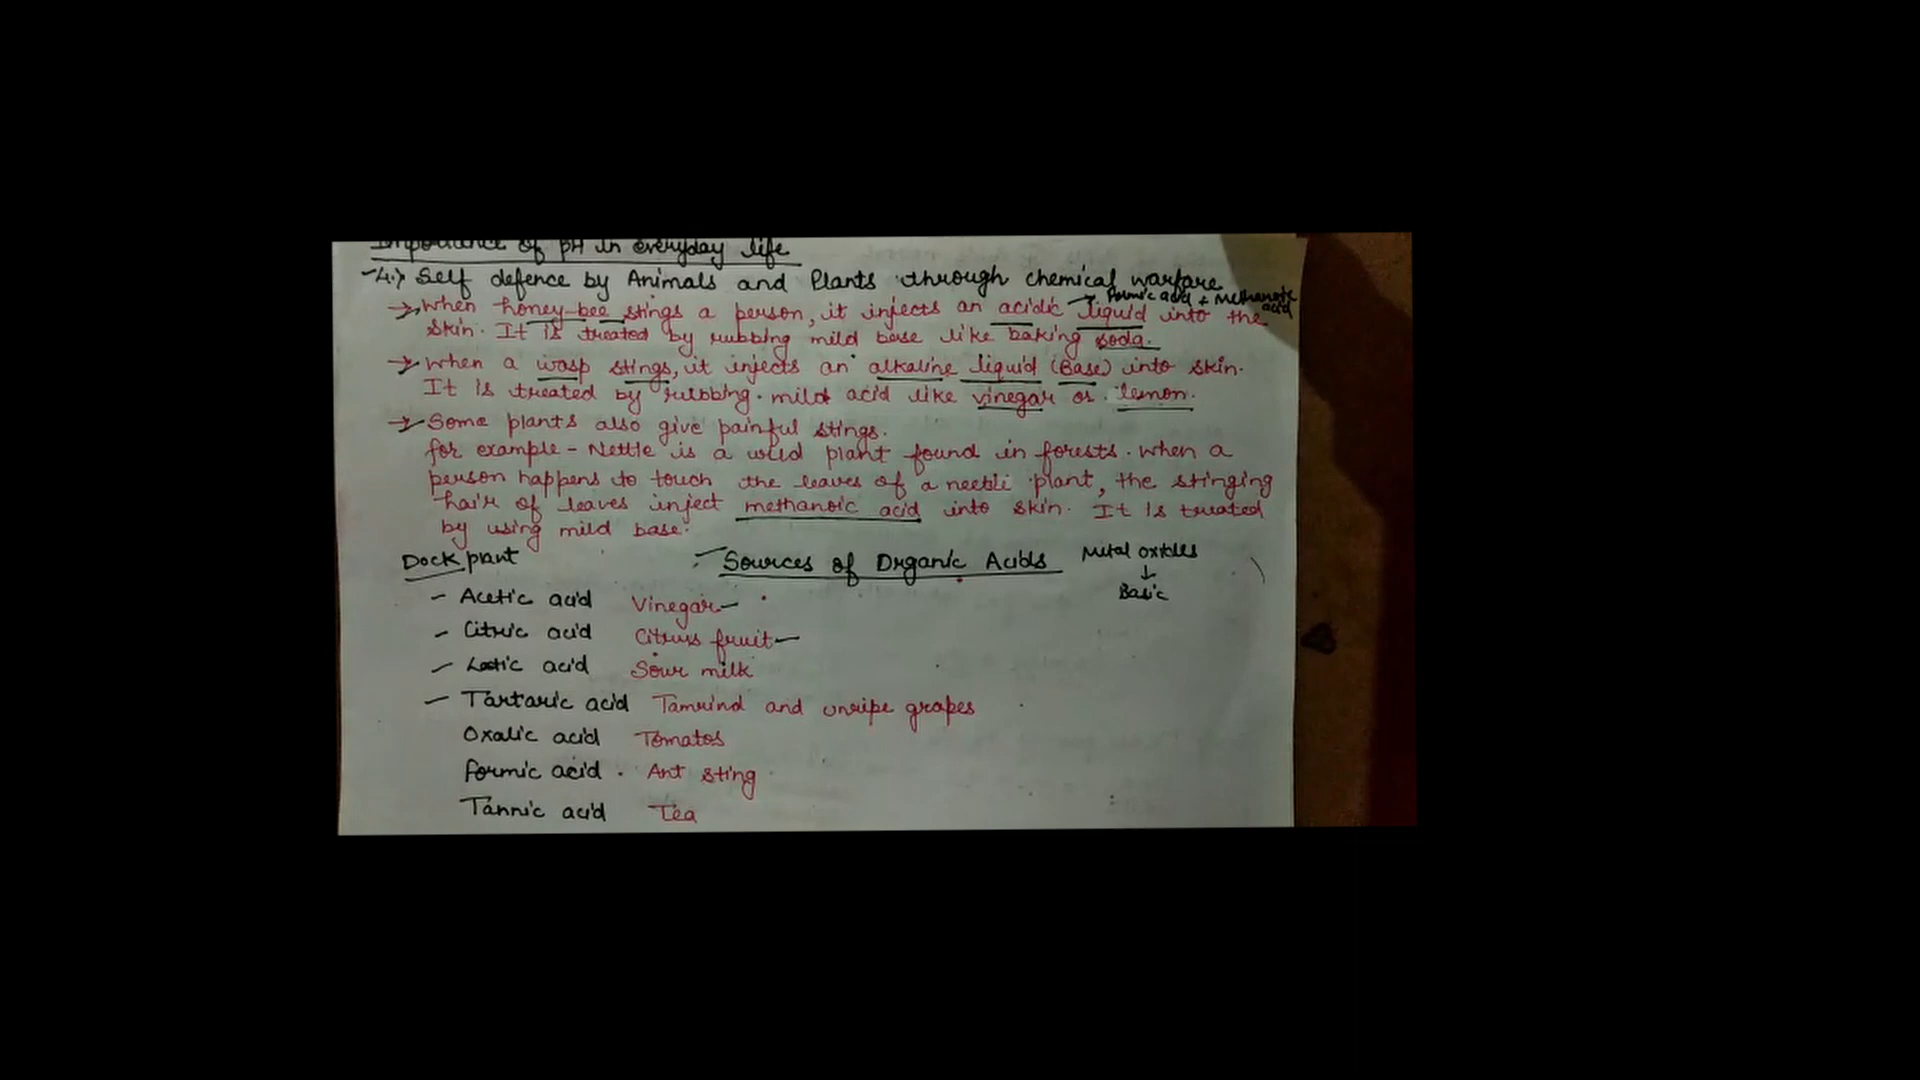 Importance of pH in everyday life
4.) Self defence by Animals and Plants through chemical warfare
Formic acid + Methanoic acid
→ When honey-bee stings a person, it injects an acidic liquid into the
skin. It is treated by rubbing mild base like baking soda.
→ When a wasp stings, it injects an alkaline liquid (Base) into skin.
It is treated by rubbing mild acid like vinegar or lemon.
→ Some plants also give painful stings.
for example - Nettle is a wild plant found in forests. when a
person happens to touch the leaves of a neetli plant, the stinging
hair of leaves inject methanoic acid into skin. It is treated
by using mild base.
Dock plant
Sources of Organic Acids
Metal oxides
↓
Basic
- Acetic acid Vinegar -
- Citric acid Citrus fruit -
- Lactic acid Sour milk
- Tartaric acid Tamrind and unripe grapes
Oxalic acid Tomatos
formic acid. Ant sting
Tannic acid Tea